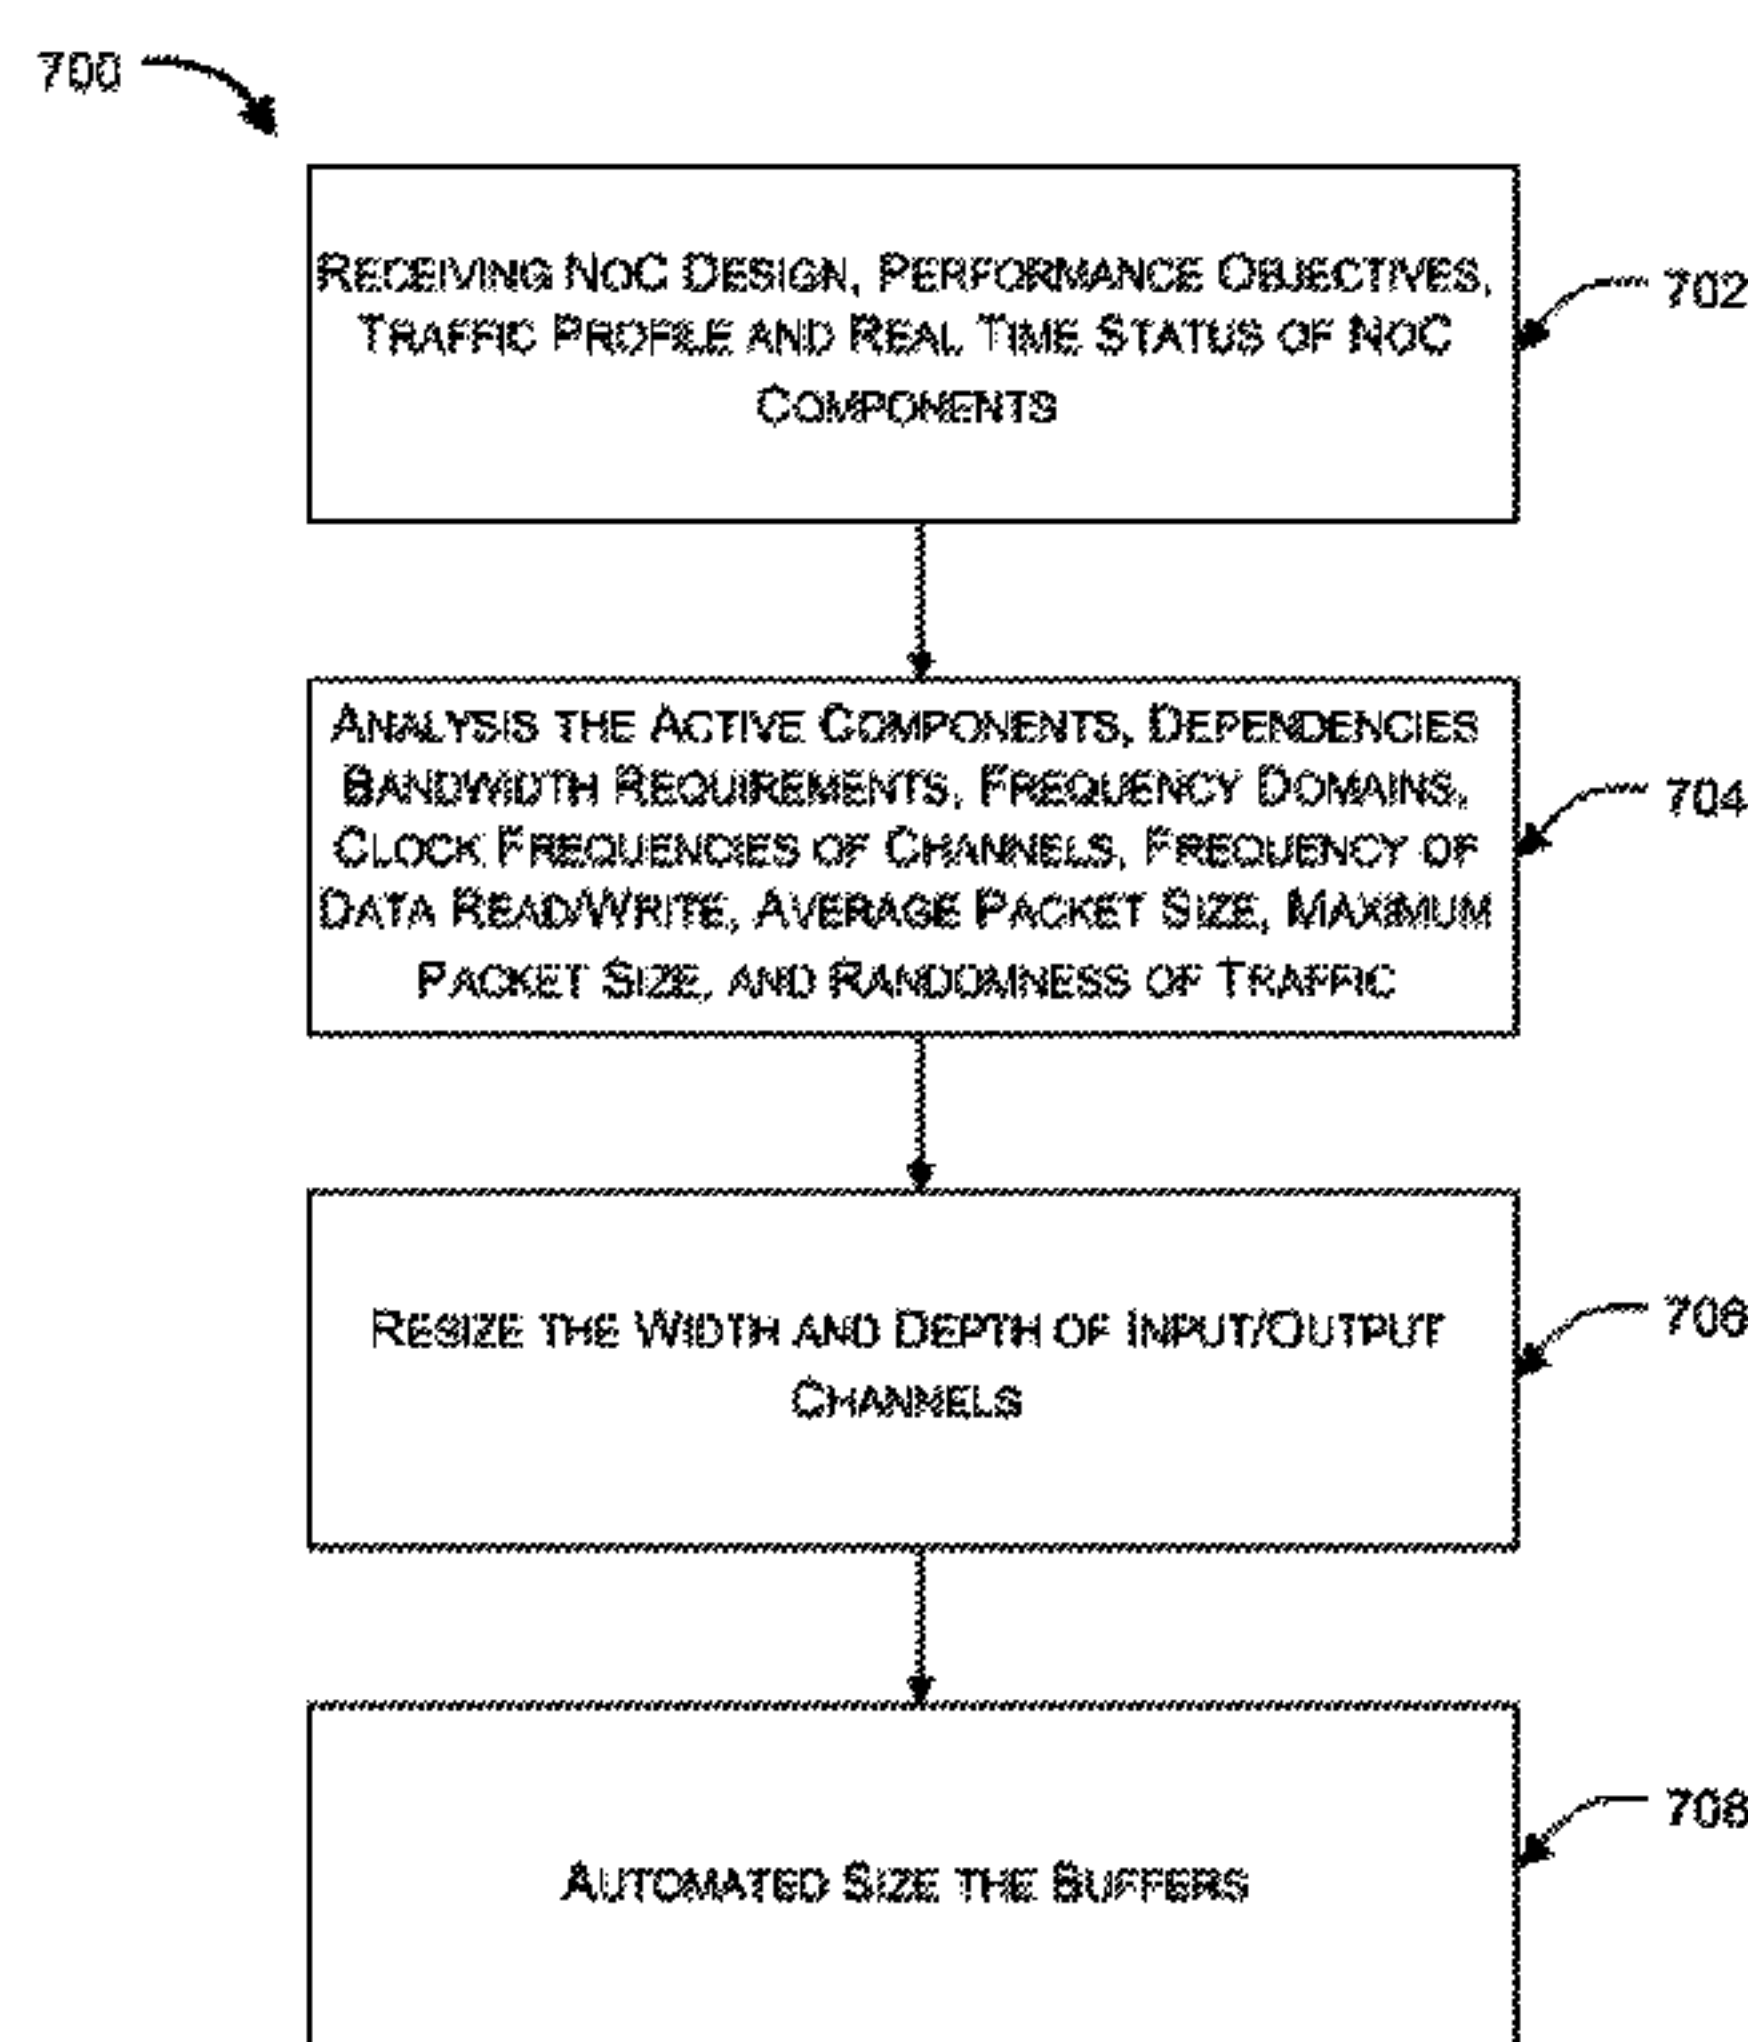 700
RECEIVING NOC DESIGN, PERFORMANCE OBJECTIVES,
TRAFFIC PROFILE AND REAL TIME STATUS OF NOC
COMPONENTS
702
ANALYSIS THE ACTIVE COMPONENTS, DEPENDENCIES
BANDWIDTH REQUIREMENTS, FREQUENCY DOMAINS,
CLOCK FREQUENCIES OF CHANNELS, FREQUENCY OF
DATA READ/WRITE, AVERAGE PACKET SIZE, MAXIMUM
PACKET SIZE, AND RANDOMNESS OF TRAFFIC
704
RESIZE THE WIDTH AND DEPTH OF INPUT/OUTPUT
CHANNELS
706
AUTOMATED SIZE THE BUFFERS
708